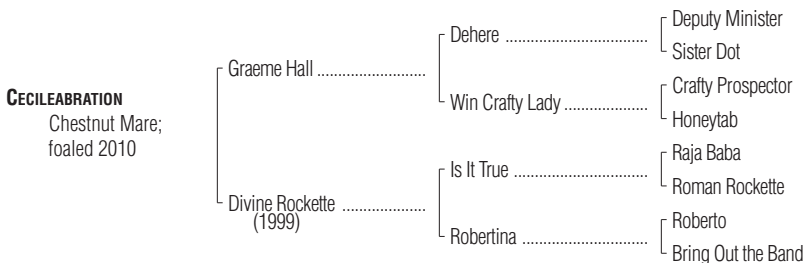 Deputy Minister
Dehere ................................
Sister Dot
Graeme Hall .........................
Crafty Prospector
Win Crafty Lady ...................
Honeytab
CECILEABRATION
Chestnut Mare;
foaled 2010
Raja Baba
Is It True ................................
Roman Rockette
Divine Rockette ...................
(1999)
Roberto
Robertina .............................
Bring Out the Band